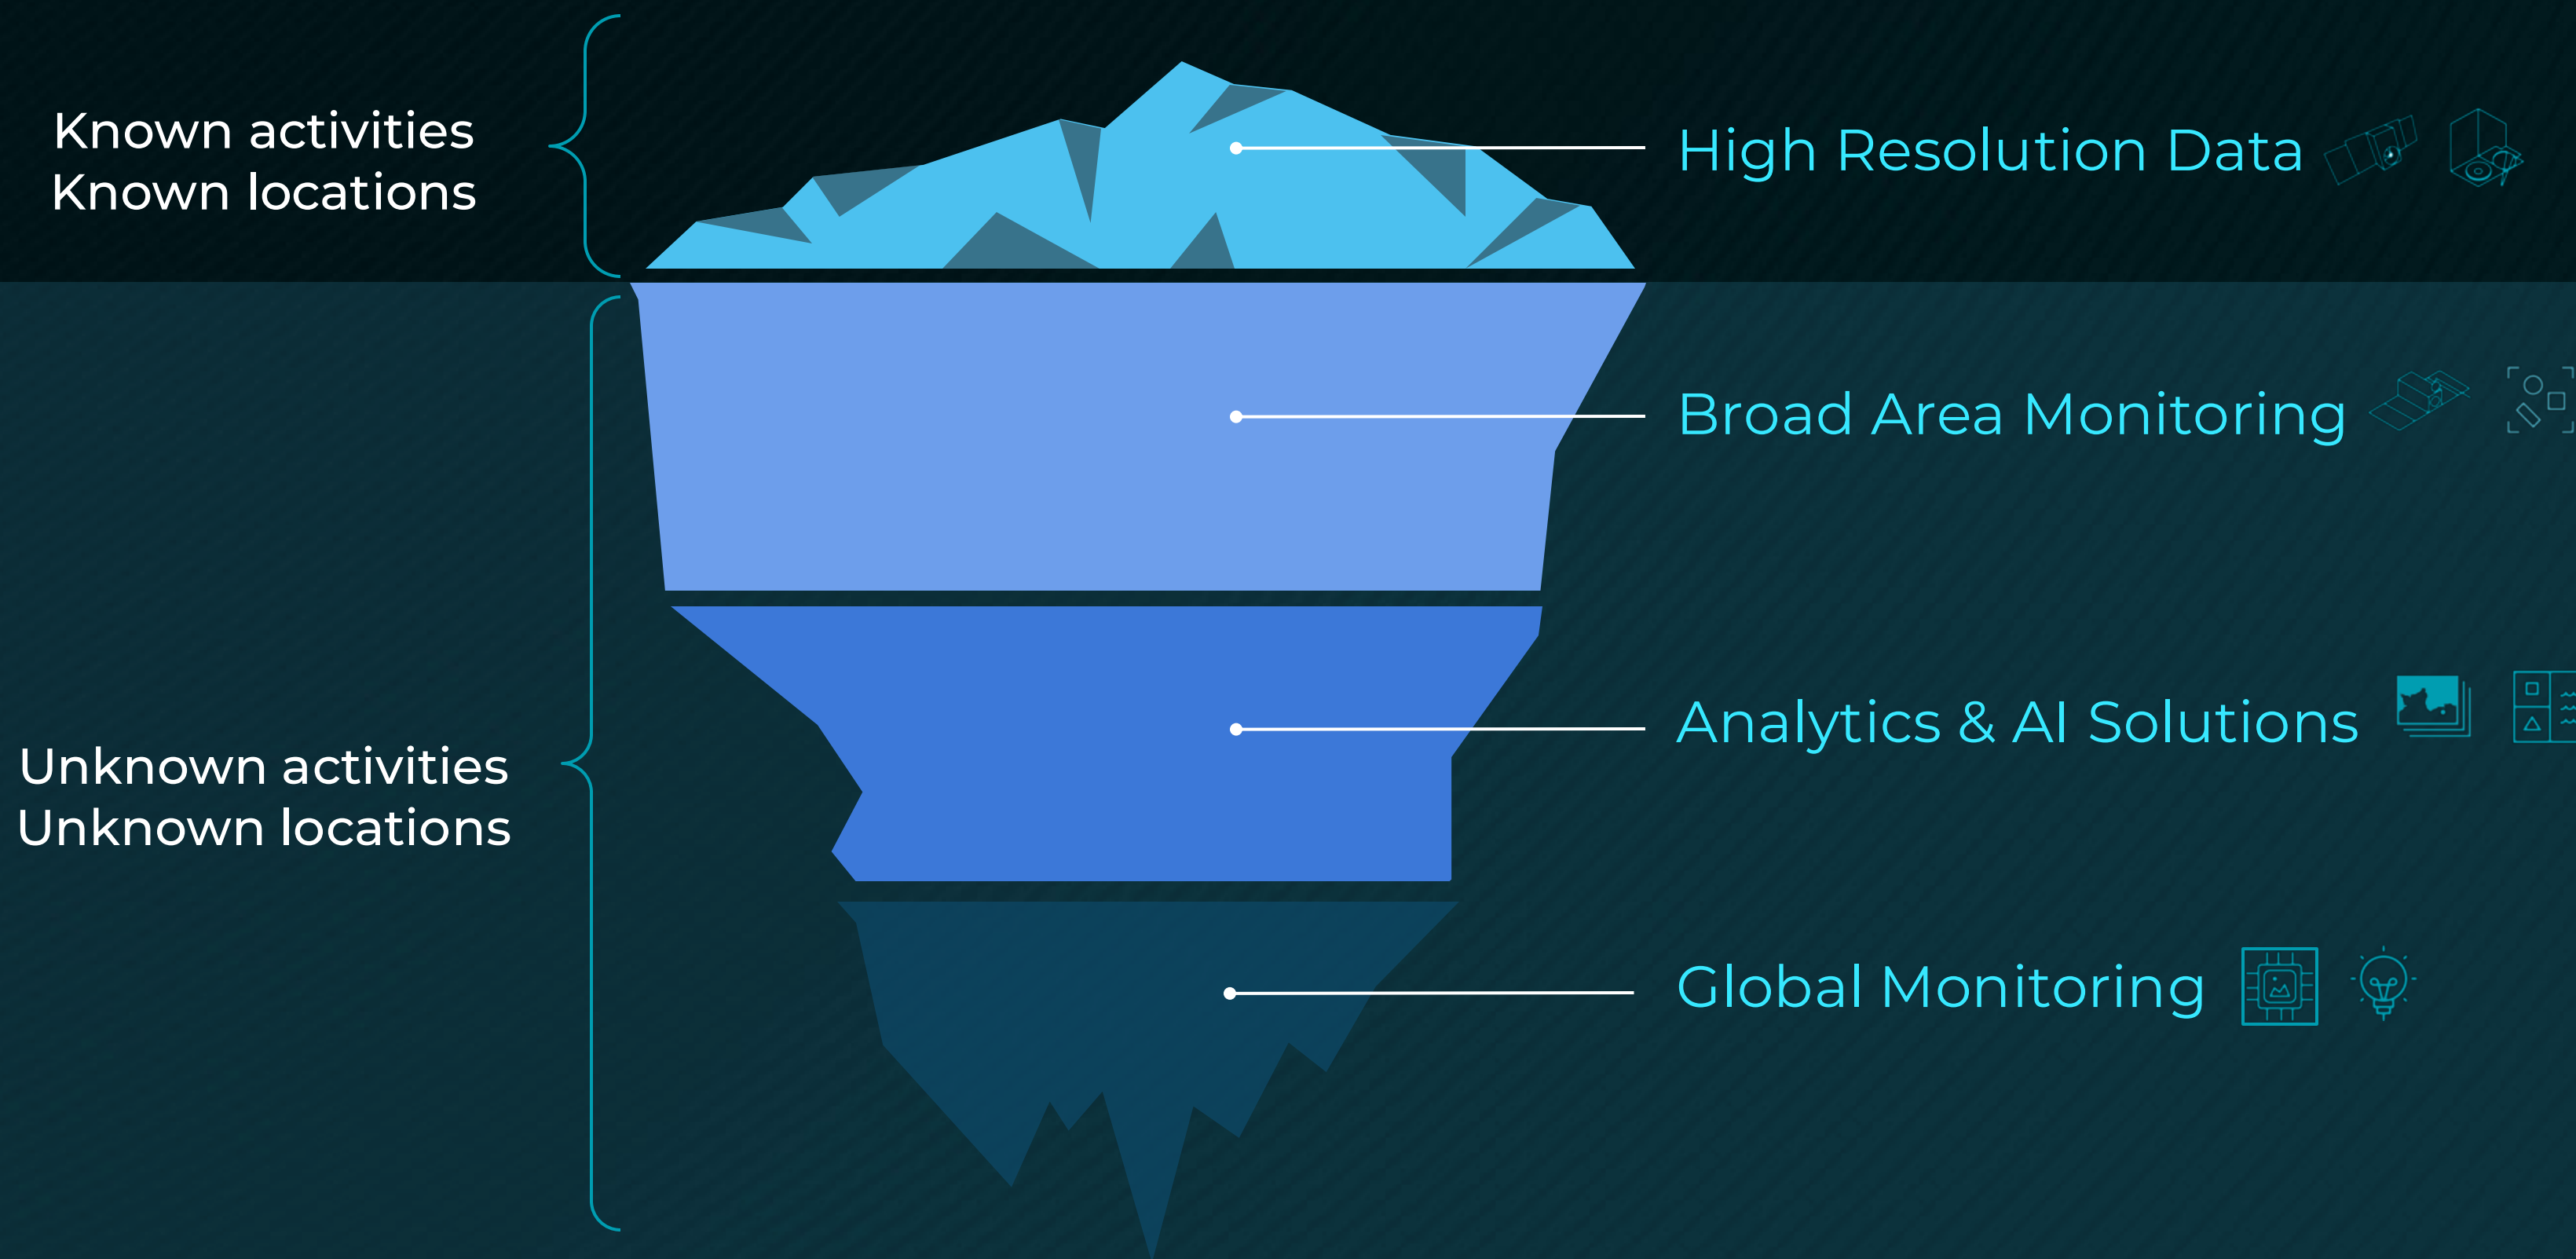 Known activities
Known locations
High Resolution Data
Broad Area Monitoring
Unknown activities
Unknown locations
Analytics & AI Solutions
Global Monitoring